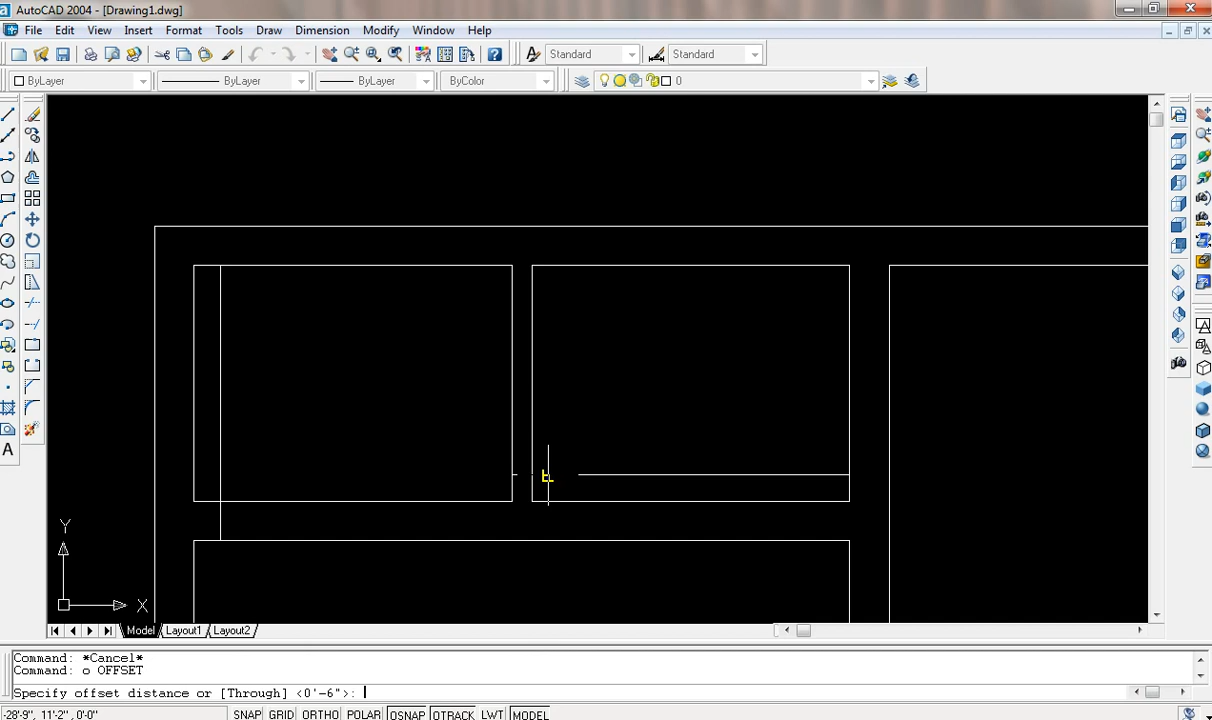 AutoCAD 2004 - [Drawing1.dwg]
File Edit View Insert Format Tools Draw Dimension Modify Window Help
Standard Standard
ByLayer ByLayer ByLayer ByColor 0
A
Y
X
Model Layout1 Layout2
Command: *Cancel*
Command: o OFFSET
Specify offset distance or [Through] <0'-6">:
-28'-9", 11'-2", 0'-0" SNAP GRID ORTHO POLAR OSNAP OTRACK LWT MODEL